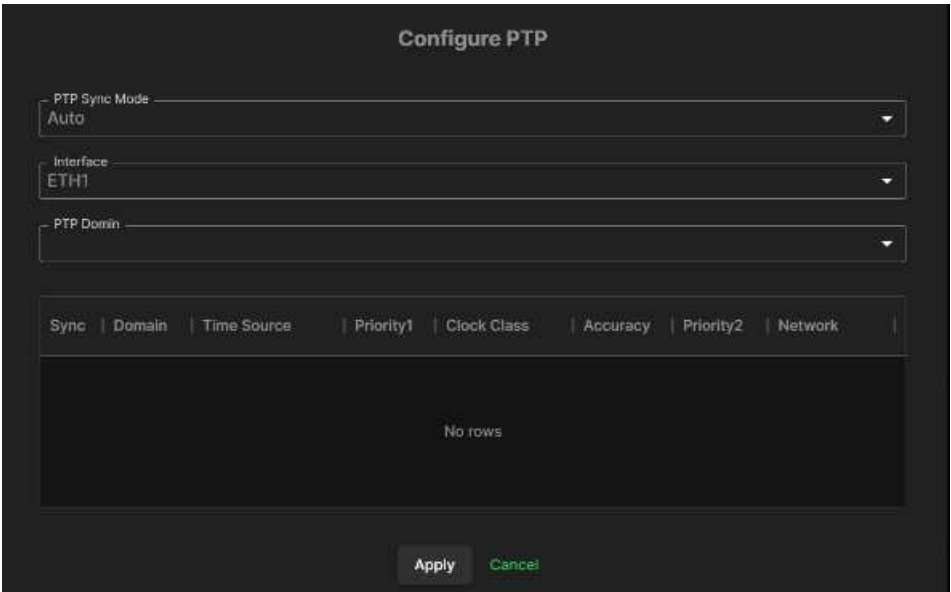 Configure PTP
PTP Sync Mode
Auto
Interface
ETH1
PTP Domin
Sync | Domain | Time Source | Priority1 | Clock Class | Accuracy | Priority2 | Network |
No rows
Apply Cancel